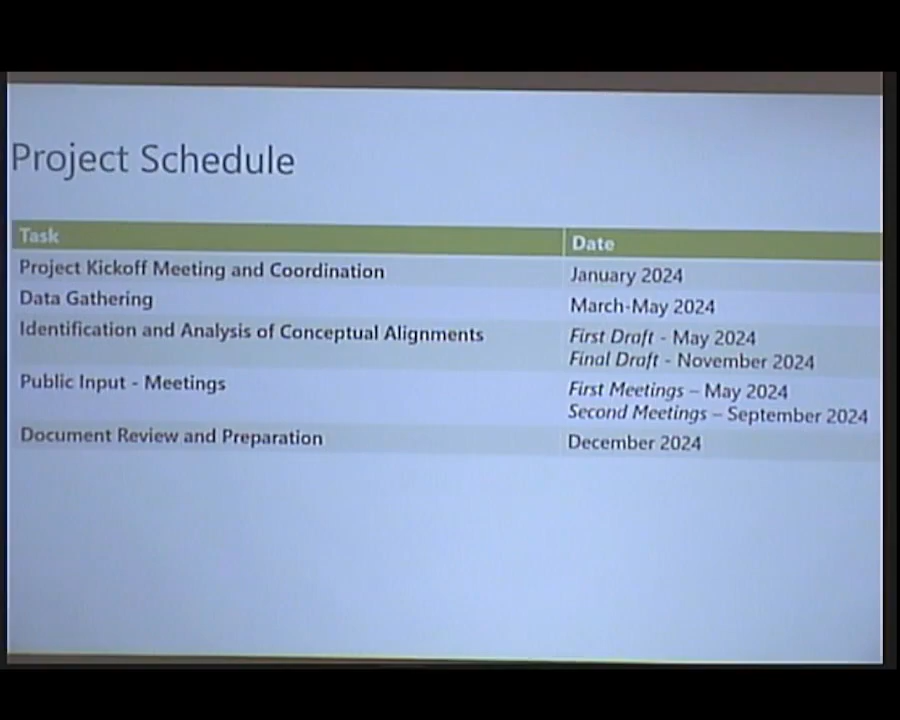 Project Schedule
Task Date
Project Kickoff Meeting and Coordination January 2024
Data Gathering March-May 2024
Identification and Analysis of Conceptual Alignments First Draft - May 2024
Final Draft - November 2024
Public Input - Meetings First Meetings – May 2024
Second Meetings – September 2024
Document Review and Preparation December 2024